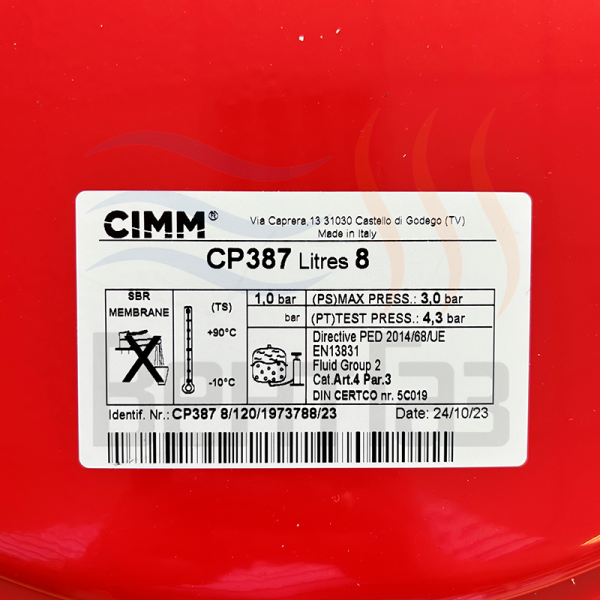 CIMM®
Via Caprera,13 31030 Castello di Godego (TV)
Made in Italy
CP387 Litres 8
SBR
MEMBRANE
(TS)
+90°C
-10°C
1,0 bar
bar
(PS)MAX PRESS.: 3,0 bar
(PT)TEST PRESS.: 4,3 bar
Directive PED 2014/68/UE
EN13831
Fluid Group 2
Cat.Art.4 Par.3
DIN CERTCO nr. 5C019
Identif. Nr.: CP387 8/120/1973788/23
Date: 24/10/23